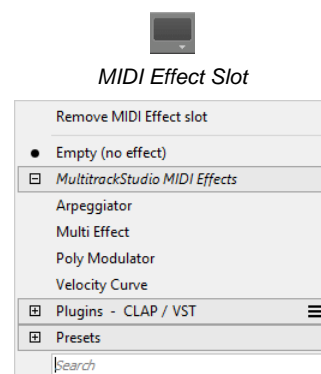 MIDI Effect Slot
Remove MIDI Effect slot
Empty (no effect)
MultitrackStudio MIDI Effects
Arpeggiator
Multi Effect
Poly Modulator
Velocity Curve
Plugins - CLAP / VST
Presets
Search